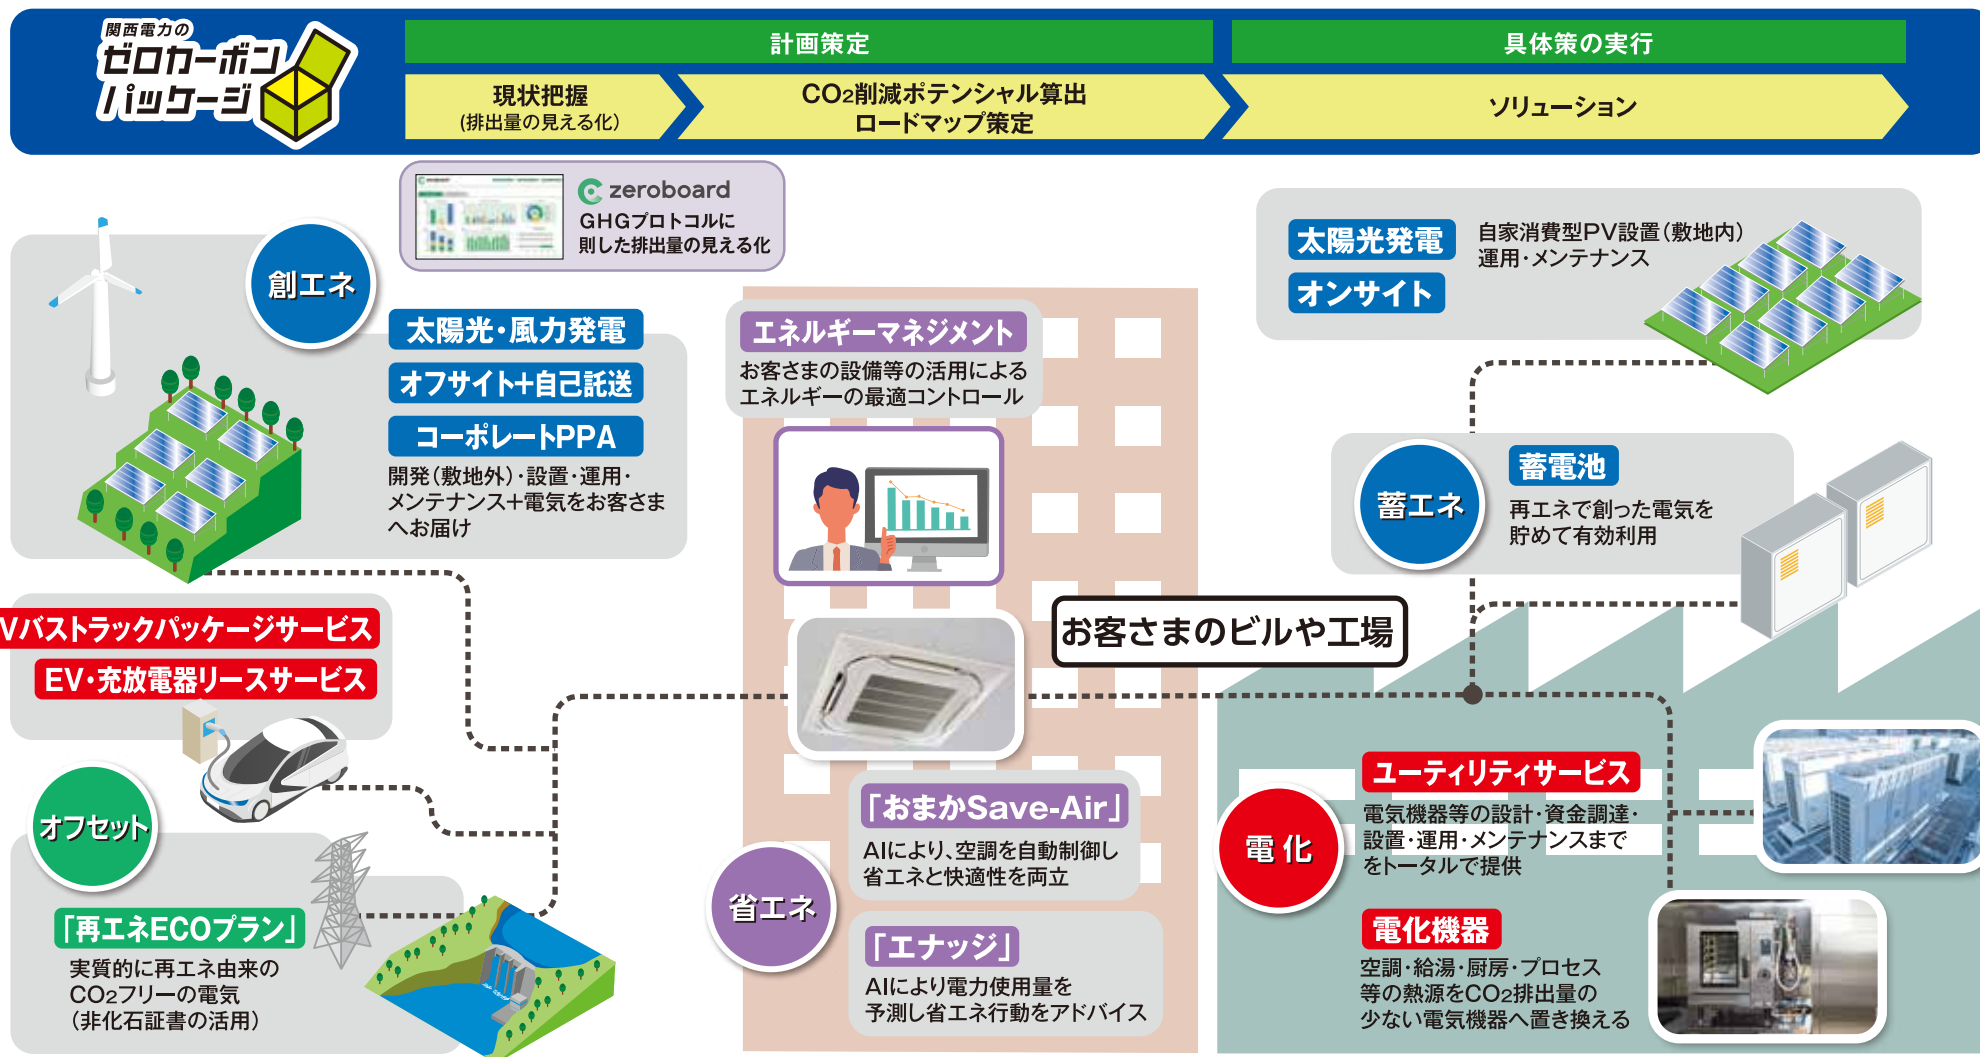 関西電力の
ゼロカーボン
パッケージ
計画策定
具体策の実行
現状把握
(排出量の見える化)
CO2削減ポテンシャル算出
ロードマップ策定
ソリューション
zeroboard
GHGプロトコルに
則した排出量の見える化
創エネ
太陽光・風力発電
オフサイト+自己託送
コーポレートPPA
開発(敷地外)・設置・運用・
メンテナンス+電気をお客さま
へお届け
エネルギーマネジメント
お客さまの設備等の活用による
エネルギーの最適コントロール
太陽光発電
オンサイト
自家消費型PV設置(敷地内)
運用・メンテナンス
蓄エネ
蓄電池
再エネで創った電気を
貯めて有効利用
Vバストラックパッケージサービス
EV・充放電器リースサービス
お客さまのビルや工場
オフセット
「再エネECOプラン」
実質的に再エネ由来の
CO2フリーの電気
(非化石証書の活用)
省エネ
「おまかSave-Air」
AIにより、空調を自動制御し
省エネと快適性を両立
「エナッジ」
AIにより電力使用量を
予測し省エネ行動をアドバイス
電化
ユーティリティサービス
電気機器等の設計・資金調達・
設置・運用・メンテナンスまで
をトータルで提供
電化機器
空調・給湯・厨房・プロセス
等の熱源をCO2排出量の
少ない電気機器へ置き換える